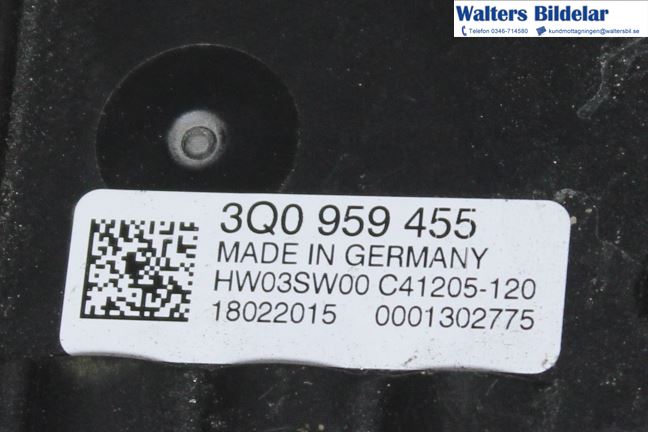 Walters Bildelar
Telefon 0346-714580 kundmottagningen@waltersbil.se
3Q0 959 455
MADE IN GERMANY
HW03SW00 C41205-120
18022015 0001302775